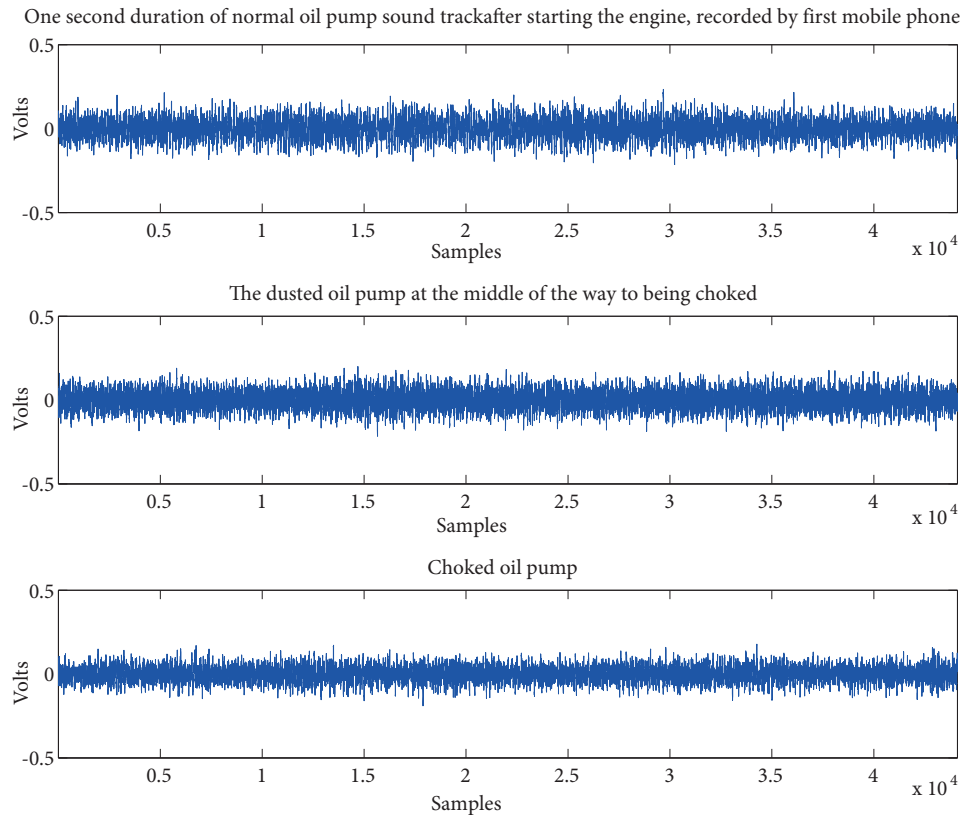 One second duration of normal oil pump sound trackafter starting the engine, recorded by first mobile phone
0.5
Volts
0
-0.5
0.5 1 1.5 2 2.5 3 3.5 4
Samples
x 10^4
The dusted oil pump at the middle of the way to being choked
0.5
Volts
0
-0.5
0.5 1 1.5 2 2.5 3 3.5 4
Samples
x 10^4
Choked oil pump
0.5
Volts
0
-0.5
0.5 1 1.5 2 2.5 3 3.5 4
Samples
x 10^4